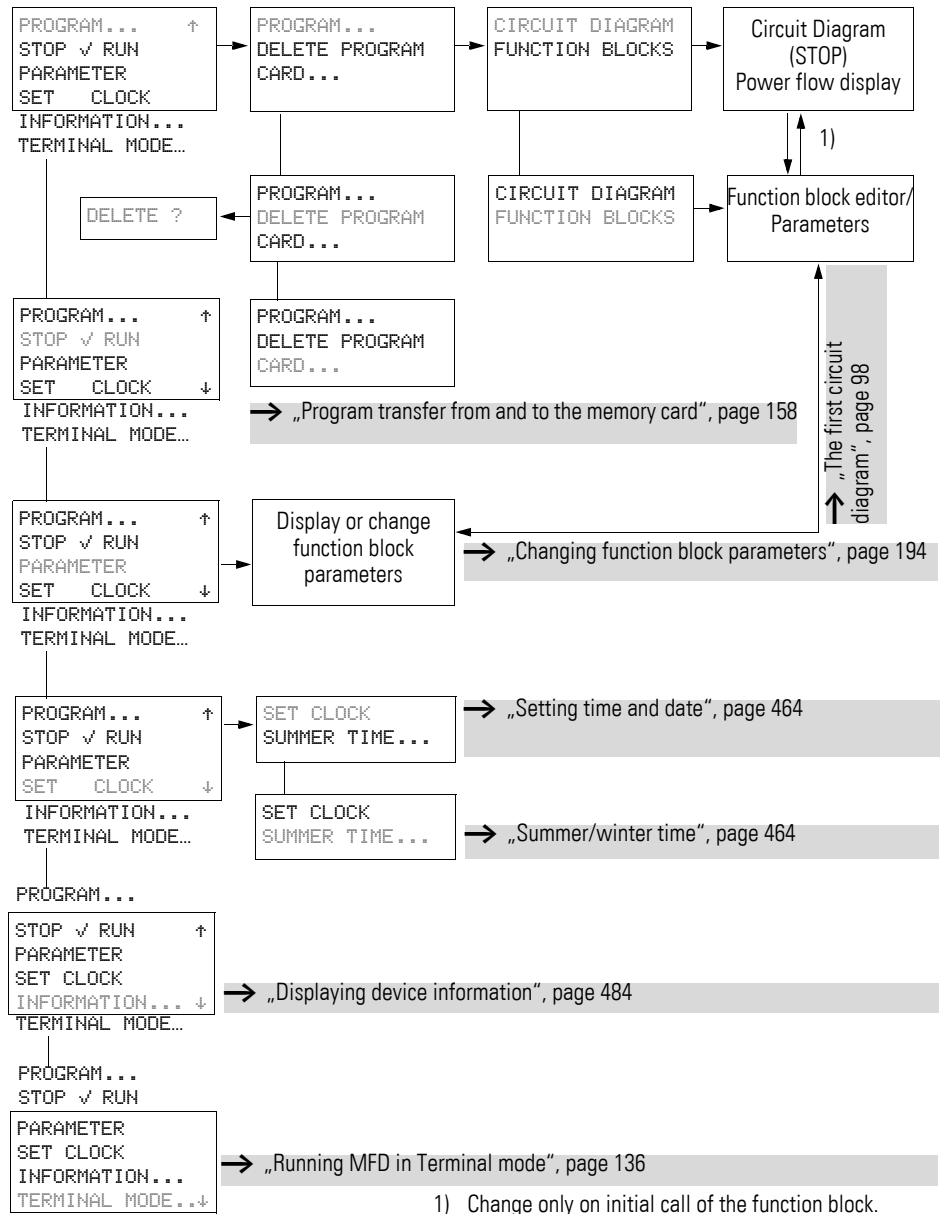 PROGRAM... ↑
STOP √ RUN
PARAMETER
SET CLOCK
INFORMATION...
TERMINAL MODE…
PROGRAM...
DELETE PROGRAM
CARD...
CIRCUIT DIAGRAM
FUNCTION BLOCKS
Circuit Diagram
(STOP)
Power flow display
1)
DELETE ?
PROGRAM...
DELETE PROGRAM
CARD...
CIRCUIT DIAGRAM
FUNCTION BLOCKS
Function block editor/
Parameters
PROGRAM... ↑
STOP √ RUN
PARAMETER
SET CLOCK ↓
INFORMATION...
TERMINAL MODE…
PROGRAM...
DELETE PROGRAM
CARD...
→ „Program transfer from and to the memory card“, page 158
→ „The first circuit
diagram“, page 98
PROGRAM... ↑
STOP √ RUN
PARAMETER
SET CLOCK ↓
INFORMATION...
TERMINAL MODE…
Display or change
function block
parameters
→ „Changing function block parameters“, page 194
PROGRAM... ↑
STOP √ RUN
PARAMETER
SET CLOCK ↓
INFORMATION...
TERMINAL MODE…
SET CLOCK
SUMMER TIME...
→ „Setting time and date“, page 464
SET CLOCK
SUMMER TIME...
→ „Summer/winter time“, page 464
PROGRAM...
STOP √ RUN ↑
PARAMETER
SET CLOCK
INFORMATION... ↓
TERMINAL MODE…
→ „Displaying device information“, page 484
PROGRAM...
STOP √ RUN
PARAMETER
SET CLOCK
INFORMATION...
TERMINAL MODE..↓
→ „Running MFD in Terminal mode“, page 136
1) Change only on initial call of the function block.